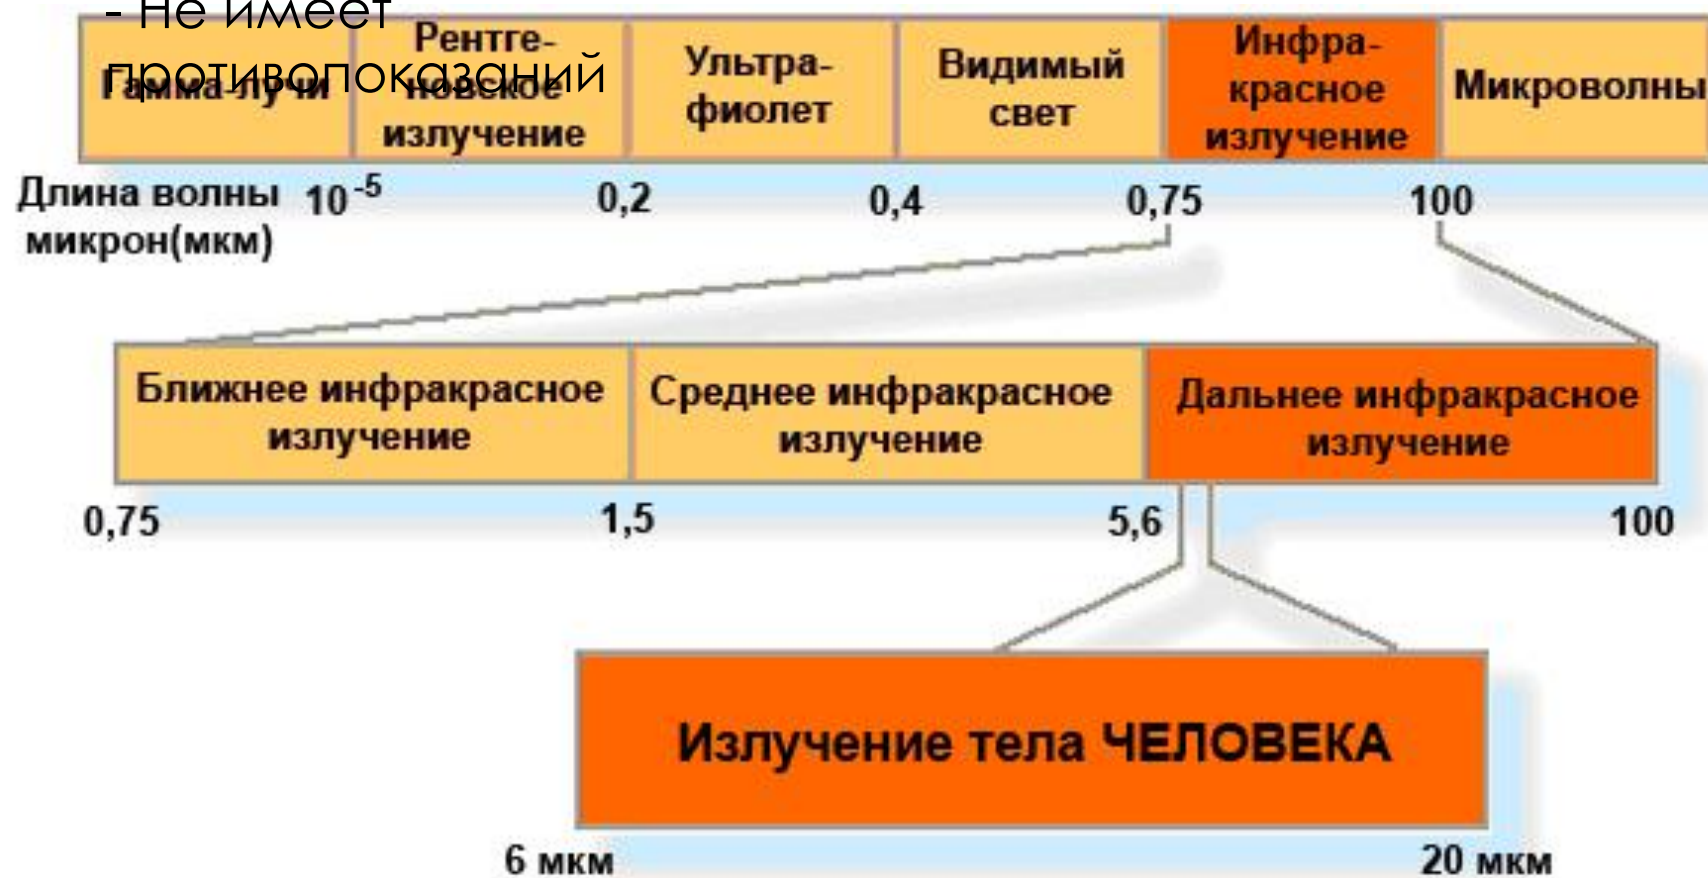 - Не имеет
противопоказаний
Гамма-лучи
Рентге-
новское
излучение
Ультра-
фиолет
Видимый
свет
Инфра-
красное
излучение
Микроволны
Длина волны
микрон(мкм)
10⁻⁵ 0,2 0,4 0,75 100
Ближнее инфракрасное
излучение
Среднее инфракрасное
излучение
Дальнее инфракрасное
излучение
0,75 1,5 5,6 100
Излучение тела ЧЕЛОВЕКА
6 мкм 20 мкм